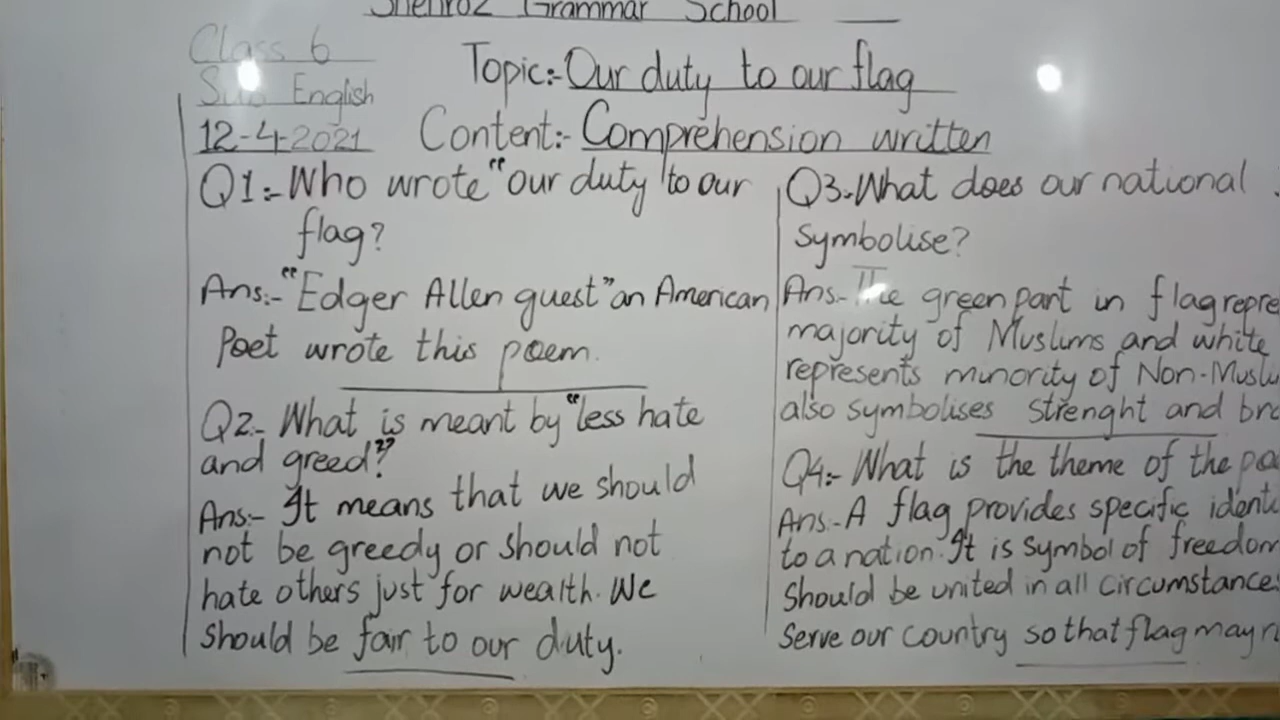 Shehroz Grammar School
Class 6
Sub English
12-4-2021
Topic:- Our duty to our flag
Content:- Comprehension written
Q1:- Who wrote "our duty to our
flag?
Ans:- "Edger Allen guest" an American
Poet wrote this poem.
Q2:- What is meant by "less hate
and greed?"
Ans:- It means that we should
not be greedy or should not
hate others just for wealth. We
should be fair to our duty.
Q3:- What does our national
Symbolise?
Ans:- The green part in flag repre
majority of Muslims and white
represents minority of Non-Muslu
also symbolises Strenght and bra
Q4:- What is the theme of the po
Ans:- A flag provides specific identi
to a nation. It is symbol of freedom
Should be united in all circumstance
Serve our country so that flag may ri